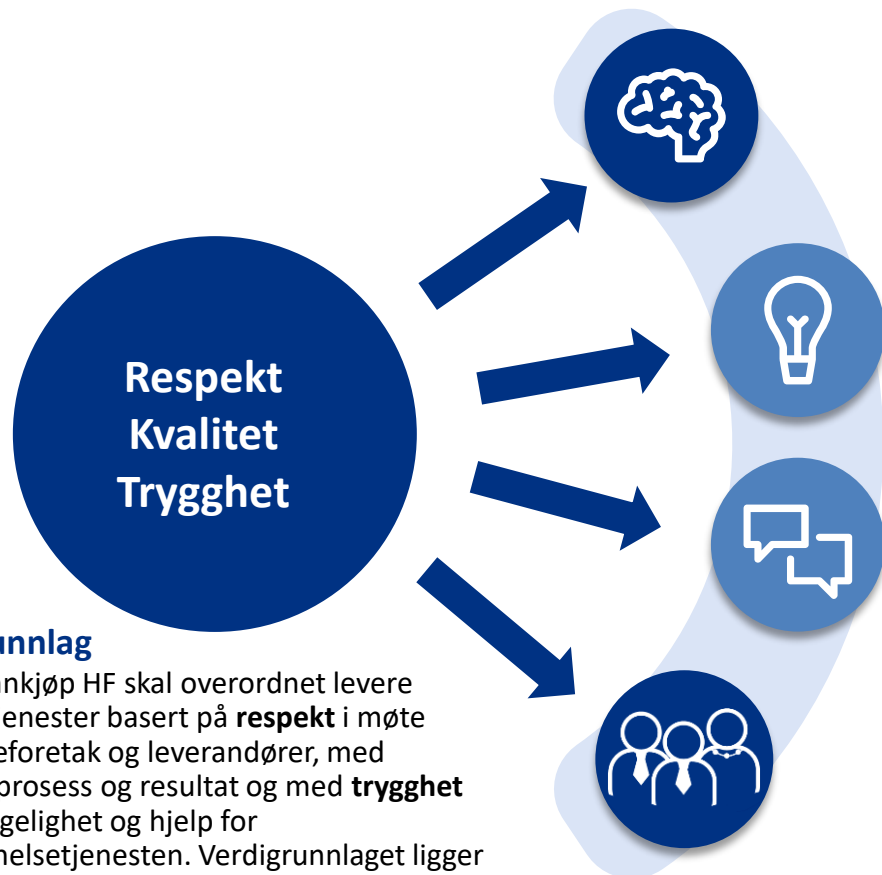 Respekt
Kvalitet
Trygghet
unnlag
nkjøp HF skal overordnet levere
jenester basert på respekt i møte
eforetak og leverandører, med
prosess og resultat og med trygghet
gelighet og hjelp for
helsetjenesten. Verdigrunnlaget ligger